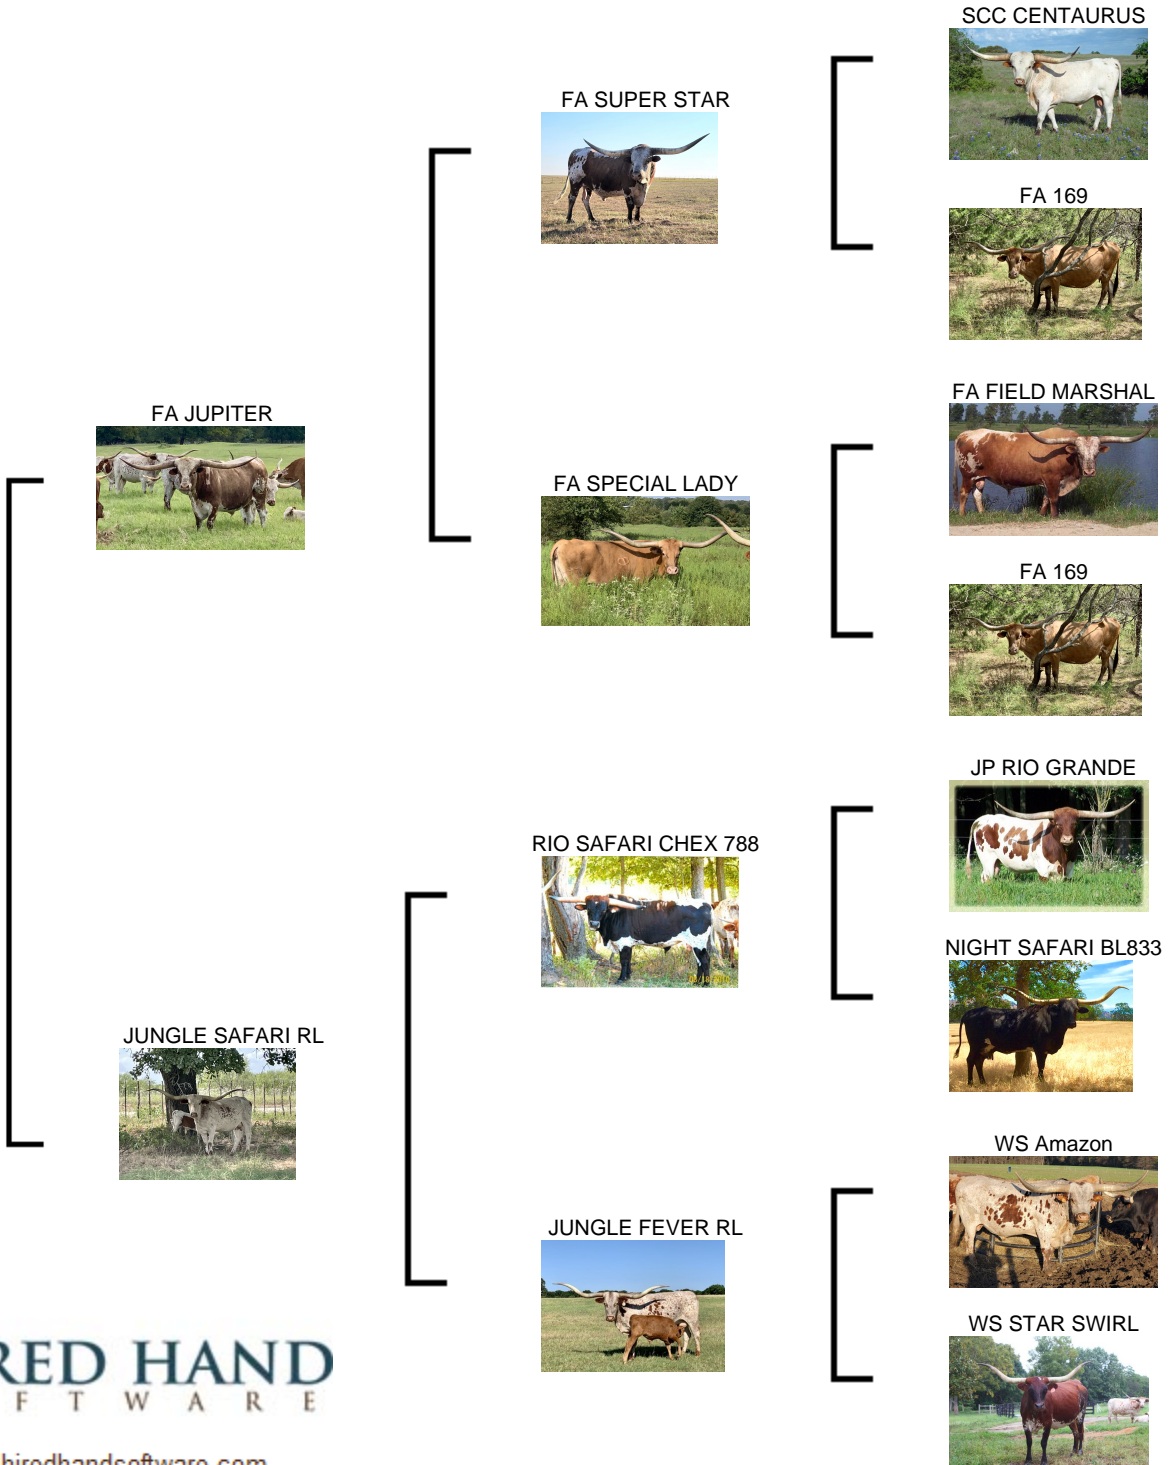 SCC CENTAURUS
FA SUPER STAR
FA 169
FA JUPITER
FA FIELD MARSHAL
FA SPECIAL LADY
FA 169
JP RIO GRANDE
RIO SAFARI CHEX 788
NIGHT SAFARI BL833
JUNGLE SAFARI RL
WS Amazon
JUNGLE FEVER RL
WS STAR SWIRL
RED HAND
F T W A R E
hiredhandsoftware.com